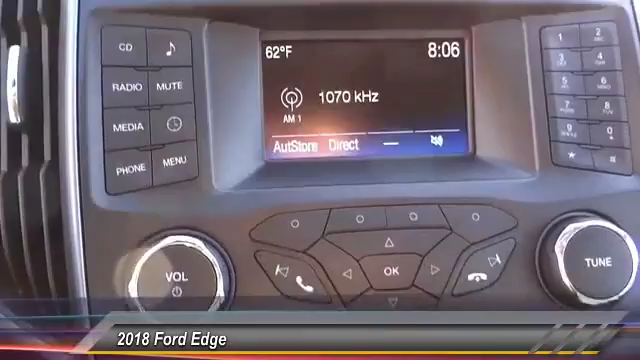 CD
RADIO MUTE
MEDIA
PHONE MENU
62°F 8:06
1070 kHz
AM 1
AutStore Direct
1 2
3 4
5 6
7 8
9 0
* #
VOL
OK
TUNE
2018 Ford Edge